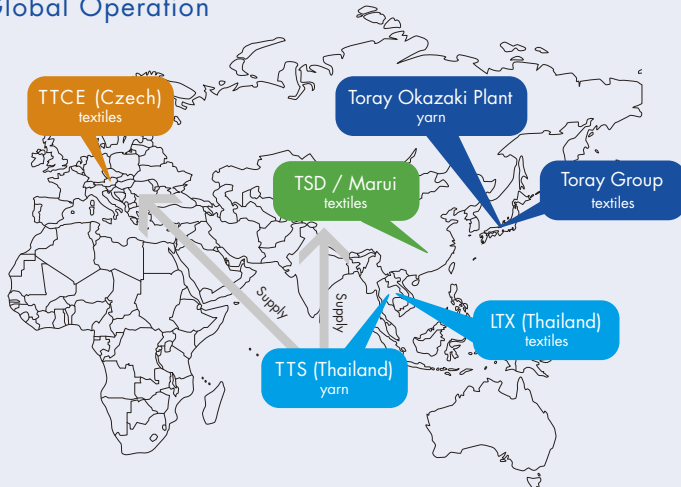 Global Operation
TTCE (Czech)
textiles
Toray Okazaki Plant
yarn
TSD / Marui
textiles
Toray Group
textiles
Supply
Supply
LTX (Thailand)
textiles
TTS (Thailand)
yarn